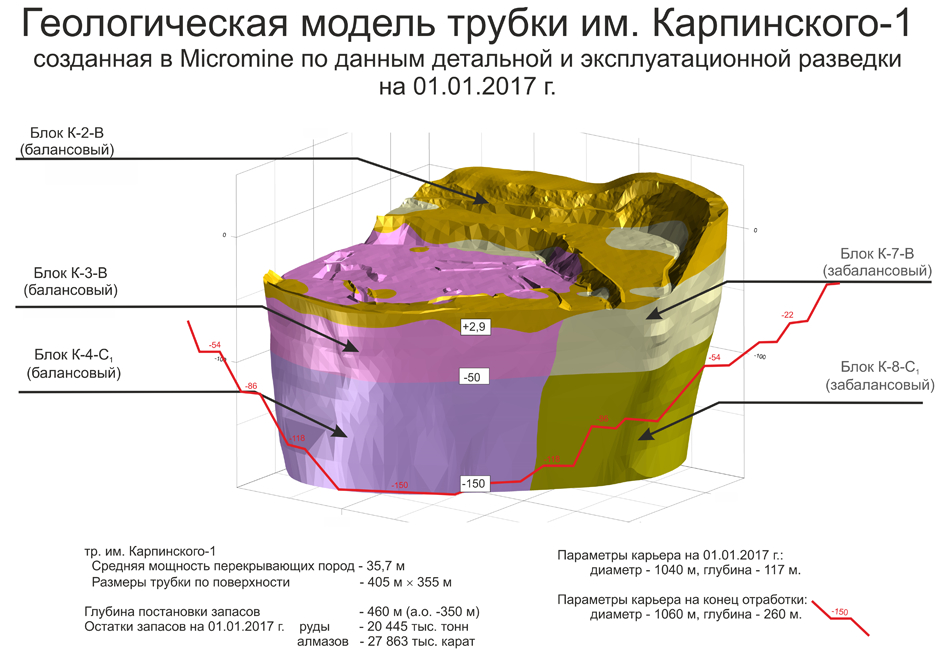 Геологическая модель трубки им. Карпинского-1
созданная в Micromine по данным детальной и эксплуатационной разведки
на 01.01.2017 г.
Блок К-2-В
(балансовый)
0
0
Блок К-7-В
(забалансовый)
Блок К-3-В
(балансовый)
-22
+2,9
Блок К-4-С₁
(балансовый)
-54
-100
-54
-100
Блок К-8-С₁
(забалансовый)
-50
-86
-118
-118
-150
-150
тр. им. Карпинского-1
Средняя мощность перекрывающих пород - 35,7 м
Размеры трубки по поверхности - 405 м × 355 м
Глубина постановки запасов - 460 м (а.о. -350 м)
Остатки запасов на 01.01.2017 г. руды - 20 445 тыс. тонн
алмазов - 27 863 тыс. карат
Параметры карьера на 01.01.2017 г.:
диаметр - 1040 м, глубина - 117 м.
Параметры карьера на конец отработки:
диаметр - 1060 м, глубина - 260 м.
-150